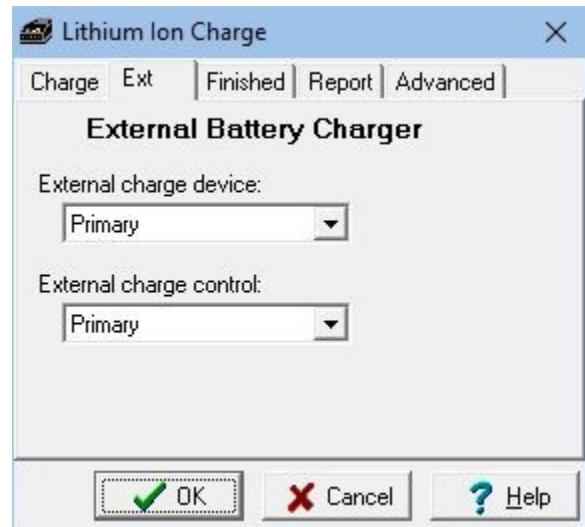 Lithium Ion Charge
Charge Ext Finished Report Advanced
External Battery Charger
External charge device:
Primary
External charge control:
Primary
OK Cancel Help